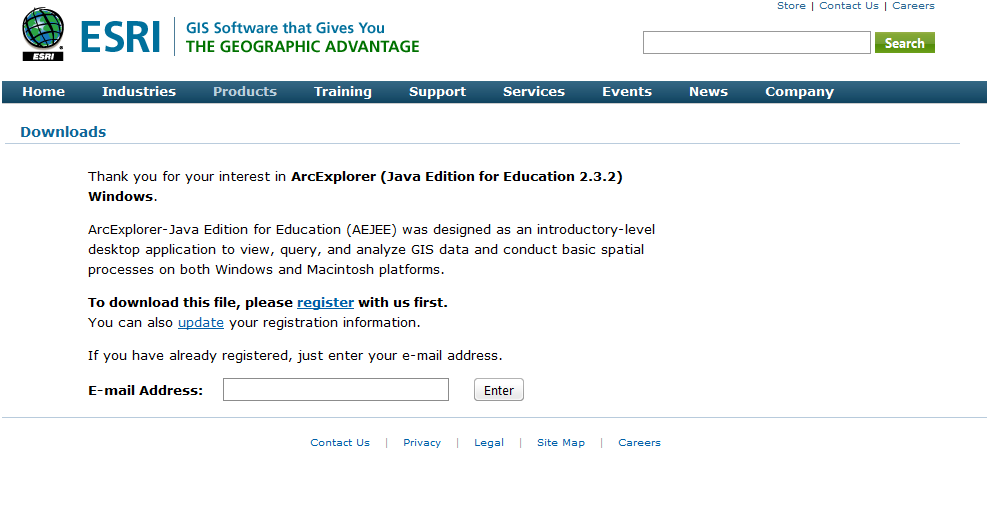 Store | Contact Us | Careers
ESRI
ESRI
GIS Software that Gives You
THE GEOGRAPHIC ADVANTAGE
Search
Home Industries Products Training Support Services Events News Company
Downloads
Thank you for your interest in ArcExplorer (Java Edition for Education 2.3.2)
Windows.
ArcExplorer-Java Edition for Education (AEJEE) was designed as an introductory-level
desktop application to view, query, and analyze GIS data and conduct basic spatial
processes on both Windows and Macintosh platforms.
To download this file, please register with us first.
You can also update your registration information.
If you have already registered, just enter your e-mail address.
E-mail Address: Enter
Contact Us | Privacy | Legal | Site Map | Careers